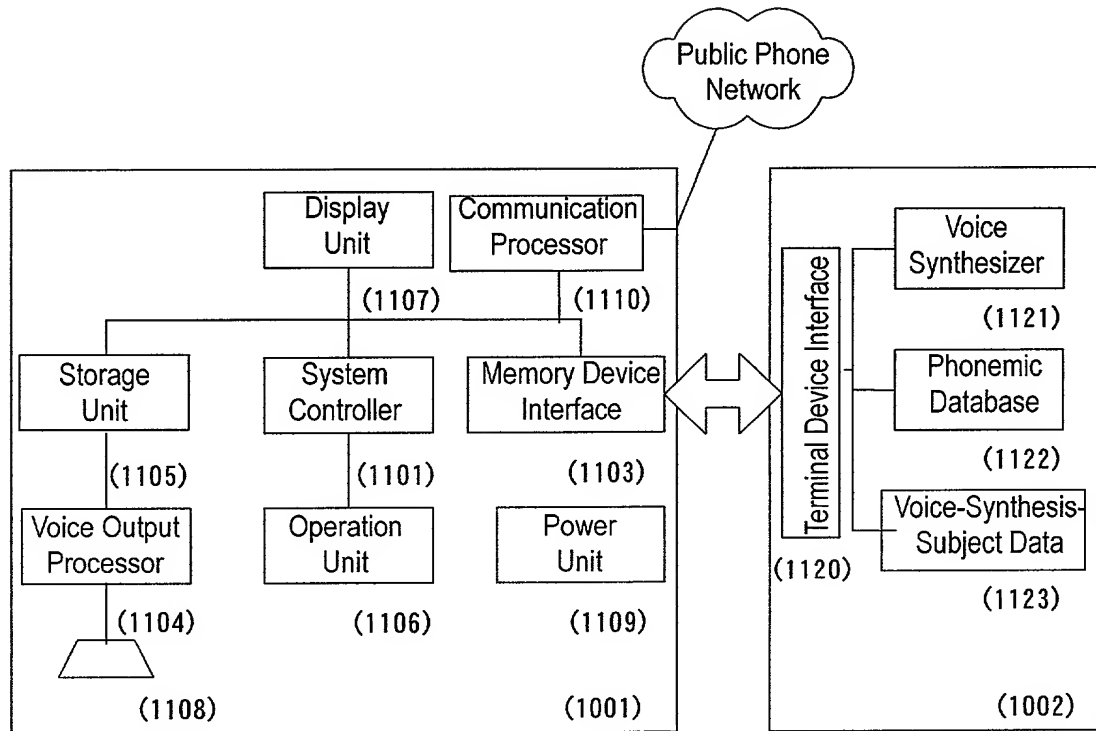 Public Phone
Network
Display
Unit
(1107)
Communication
Processor
(1110)
Storage
Unit
(1105)
System
Controller
(1101)
Memory Device
Interface
(1103)
Voice Output
Processor
(1104)
Operation
Unit
(1106)
Power
Unit
(1109)
(1108)
(1001)
Terminal Device Interface
(1120)
Voice
Synthesizer
(1121)
Phonemic
Database
(1122)
Voice-Synthesis-
Subject Data
(1123)
(1002)